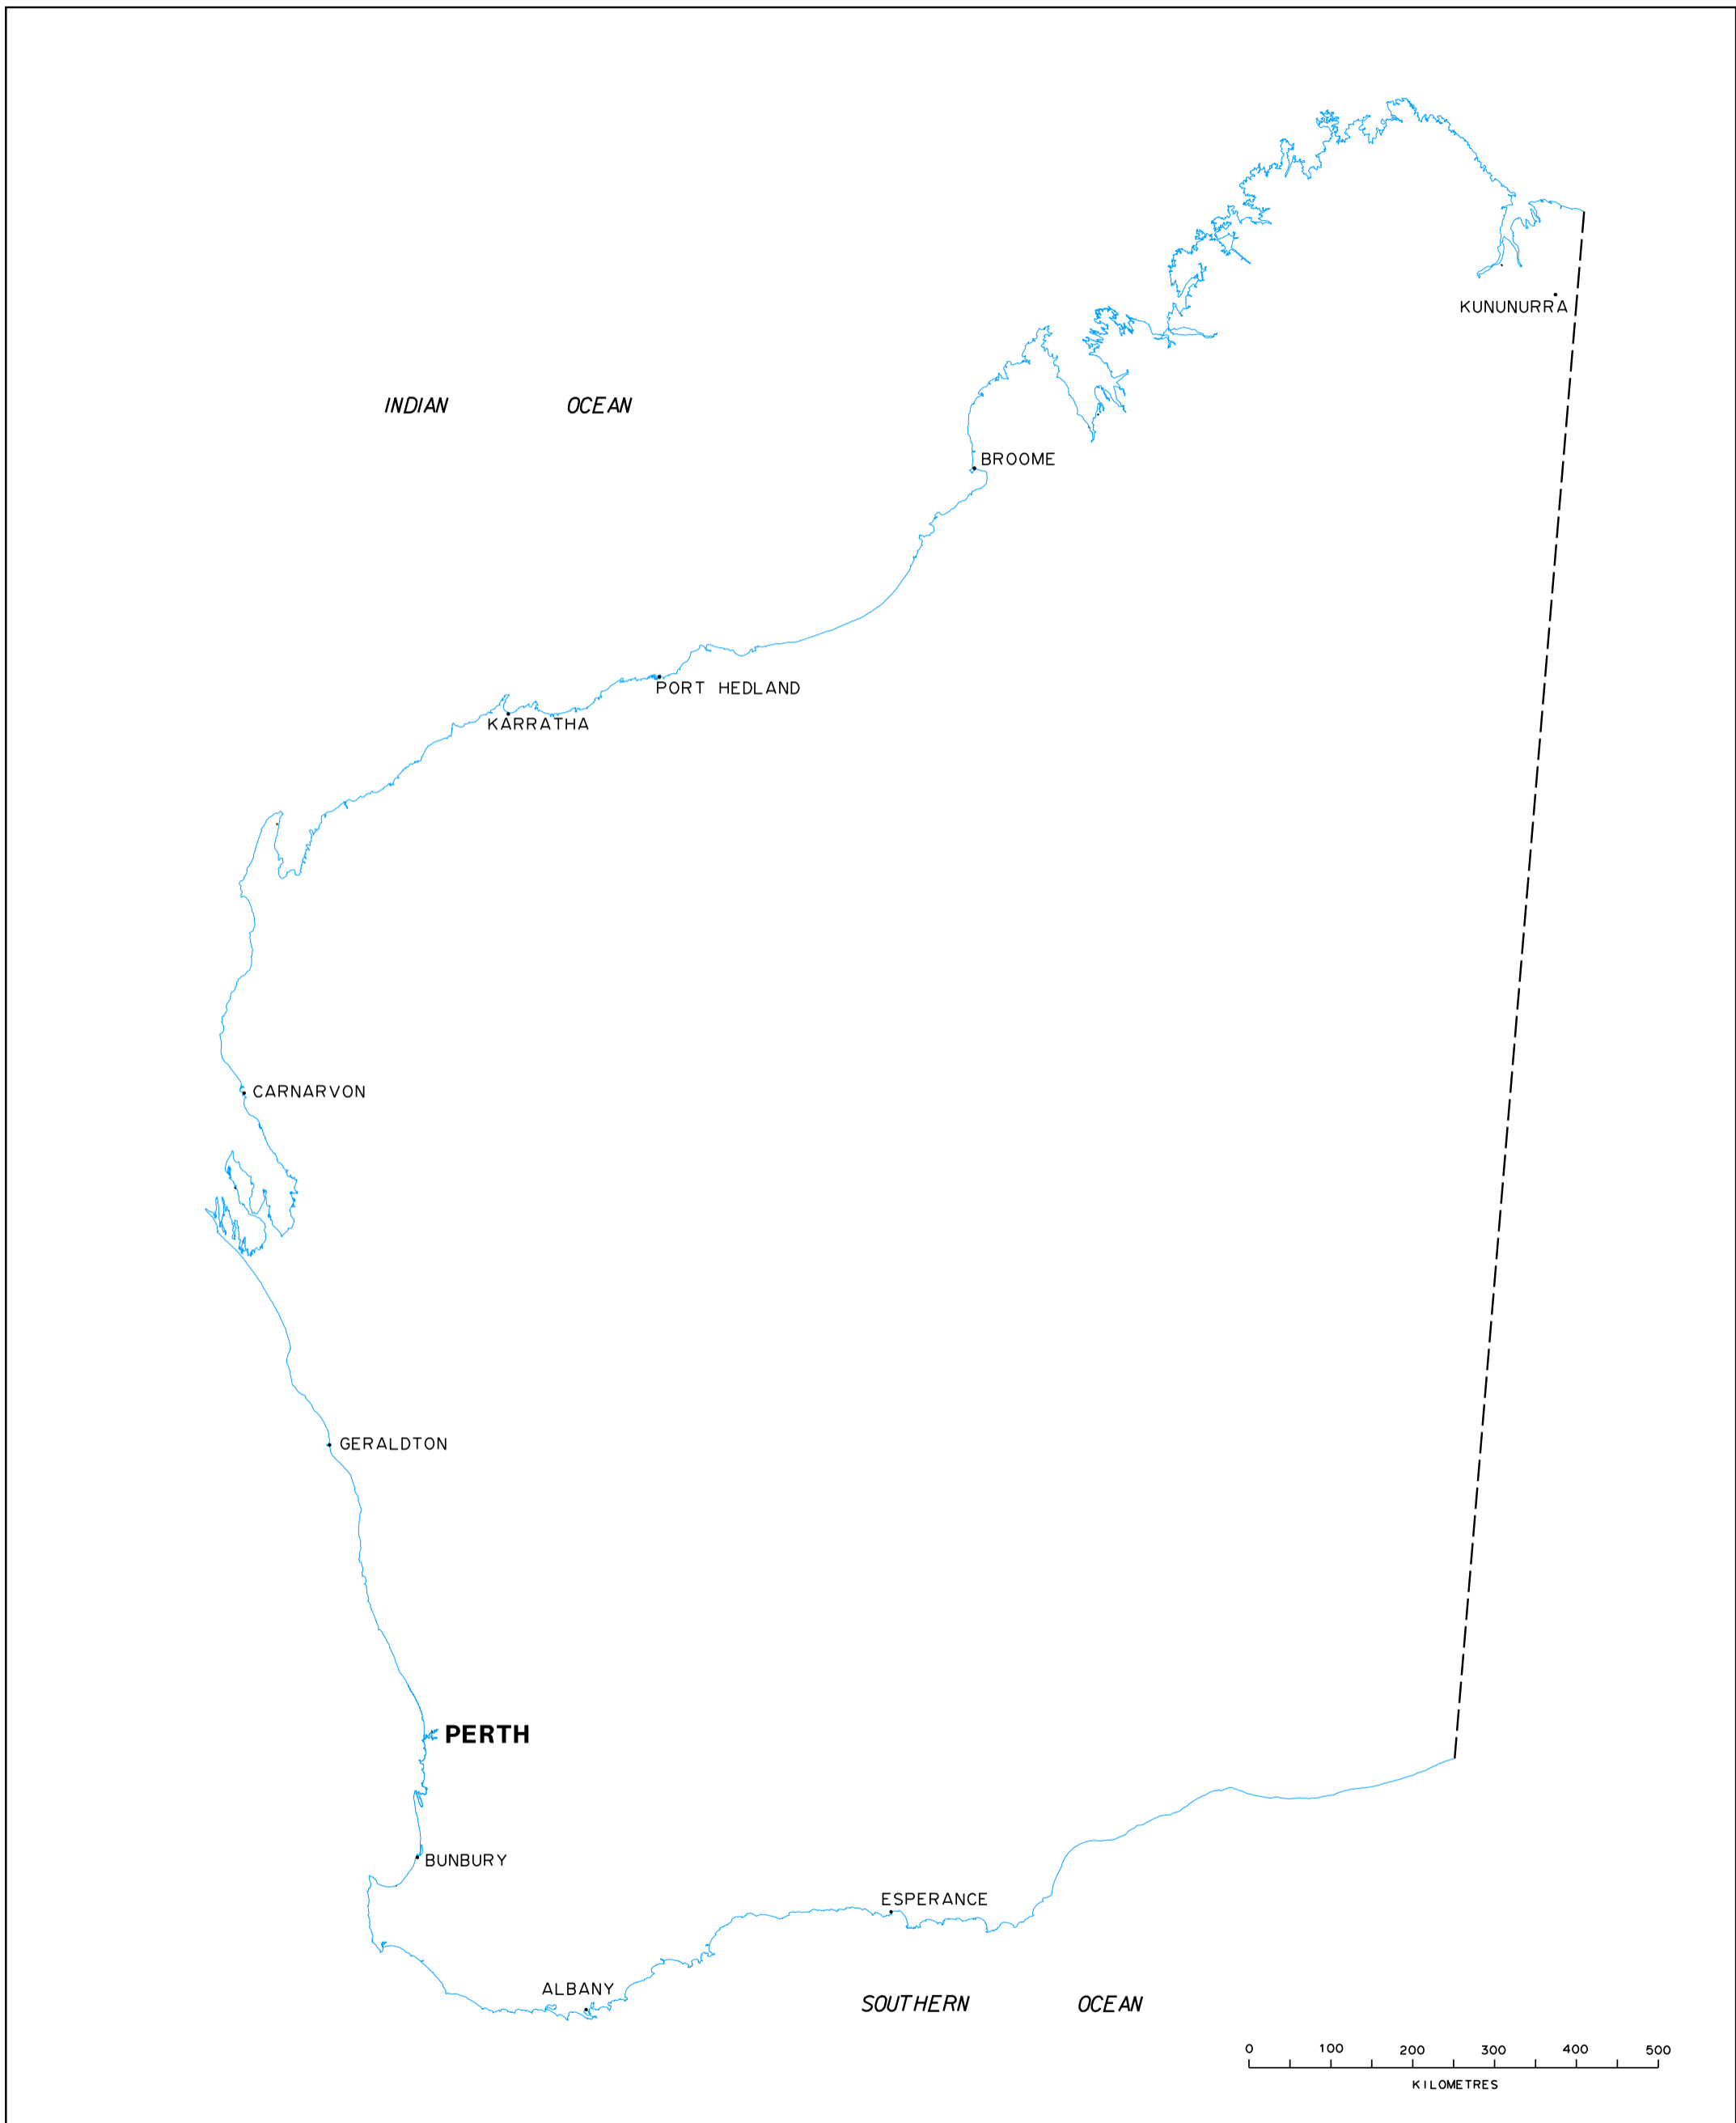 KUNUNURRA
INDIAN OCEAN
BROOME
PORT HEDLAND
KARRATHA
CARNARVON
GERALDTON
PERTH
BUNBURY
ESPERANCE
ALBANY
SOUTHERN OCEAN
0 100 200 300 400 500
KILOMETRES